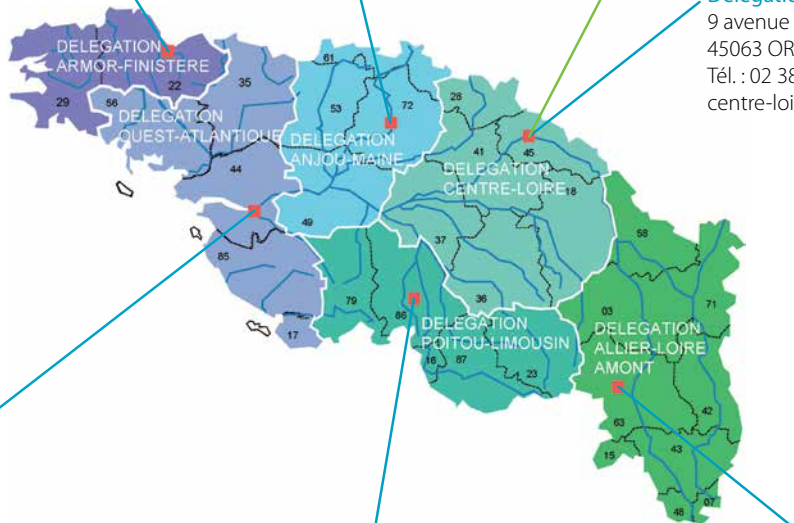 Délégation
9 avenue
45063 OR
Tél. : 02 38
centre-loi
DELEGATION
ARMOR-FINISTERE
22
29
35
56
DELEGATION
OUEST-ATLANTIQUE
44
85
17
61
53
72
DELEGATION
ANJOU-MAINE
49
28
41
45
DELEGATION
CENTRE-LOIRE
18
37
36
79
86
DELEGATION
POITOU-LIMOUSIN
16
87
23
58
03
71
DELEGATION
ALLIER-LOIRE
AMONT
42
63
43
15
07
48